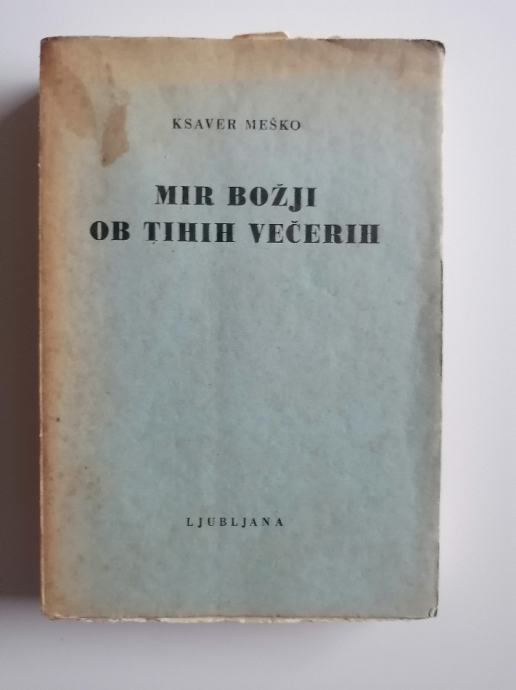 KSAVER MEŠKO
MIR BOŽJI
OB TIHIH VEČERIH
LJUBLJANA